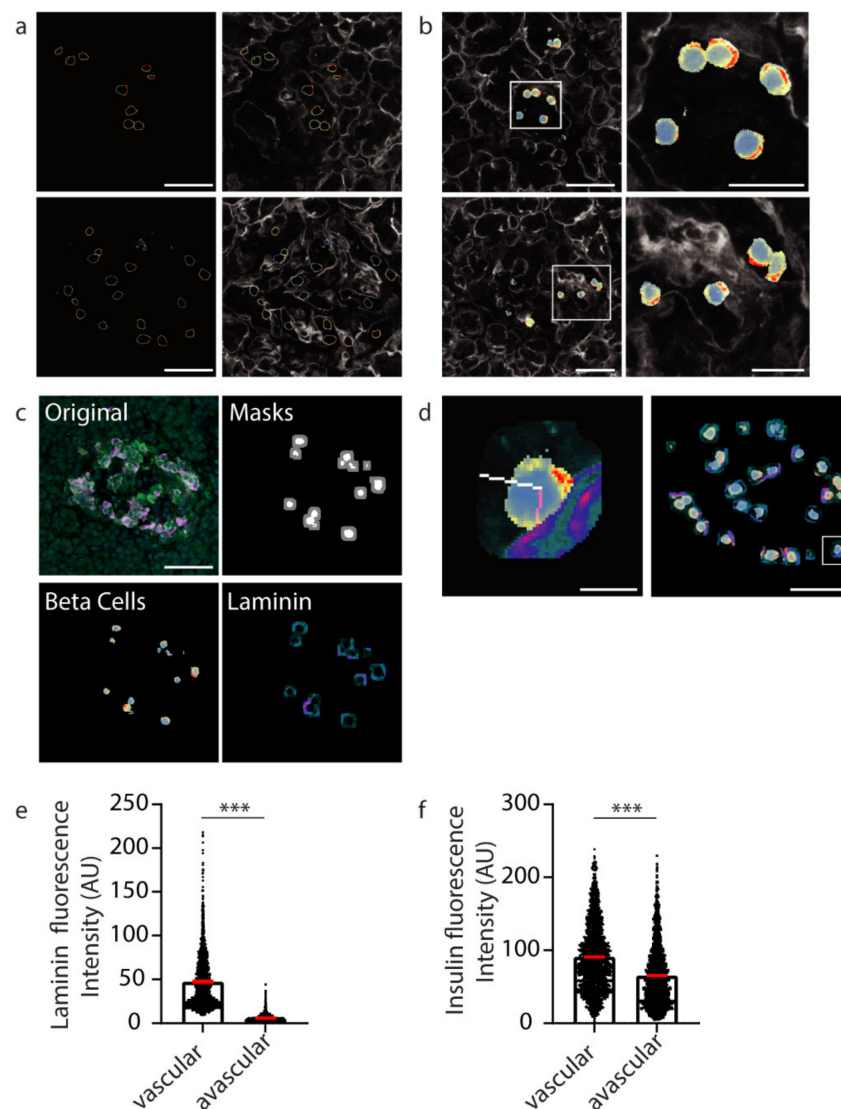 a
b
c
Original
Masks
Beta Cells
Laminin
d
e
Laminin fluorescence
Intensity (AU)
250
200
150
100
50
0
***
vascular
avascular
f
Insulin fluorescence
Intensity (AU)
300
200
100
0
***
vascular
avascular